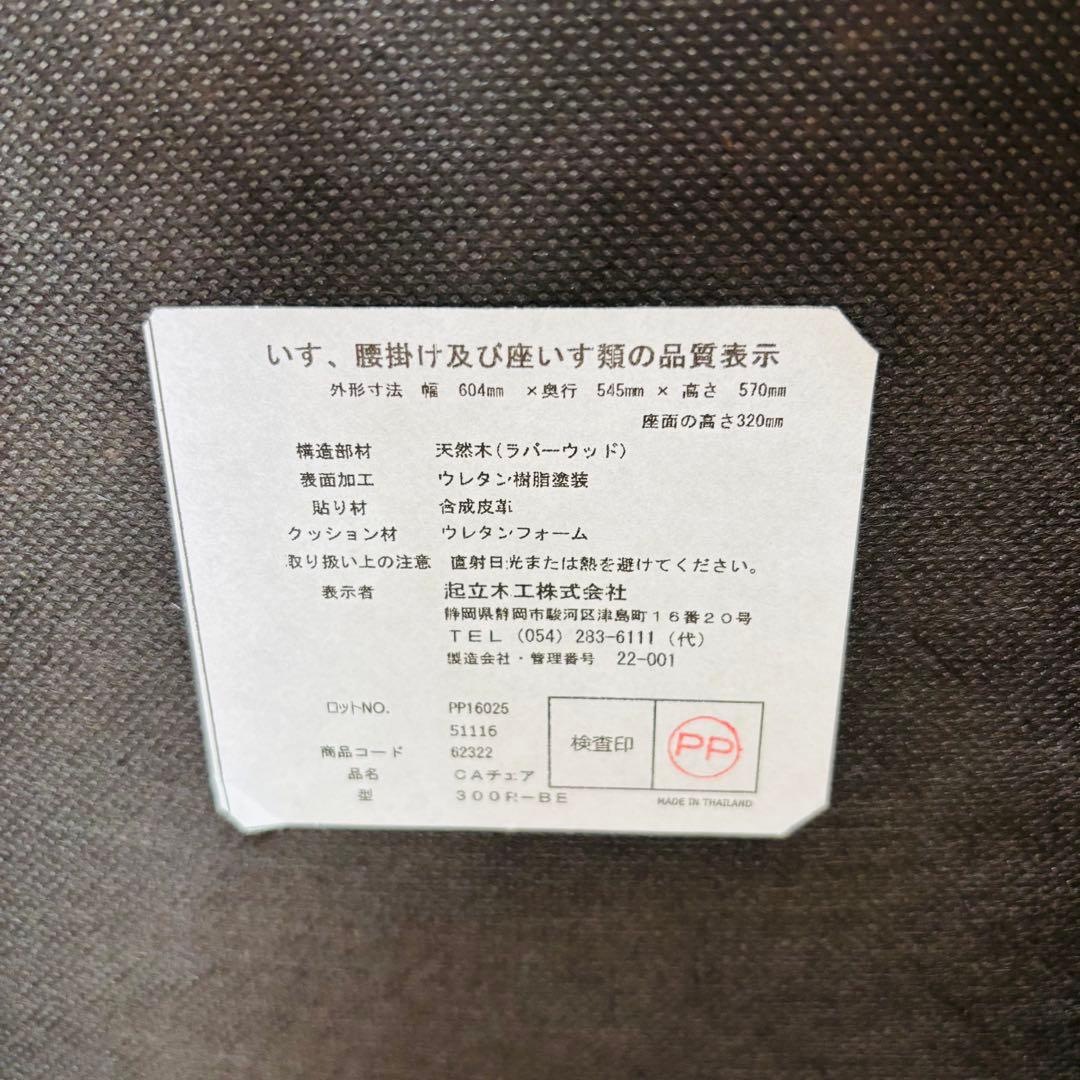 いす、腰掛け及び座いす類の品質表示
外形寸法 幅 604mm ×奥行 545mm × 高さ 570mm
座面の高さ320mm
構造部材 天然木(ラバーウッド)
表面加工 ウレタン樹脂塗装
貼り材 合成皮革
クッション材 ウレタンフォーム
取り扱い上の注意 直射日光または熱を避けてください。
表示者 起立木工株式会社
静岡県静岡市駿河区津島町16番20号
TEL (054) 283-6111 (代)
製造会社・管理番号 22-001
ロットNO. PP16025
51116
商品コード 62322
品名 CAチェア
型 300R-BE
検査印 PP
MADE IN THAILAND